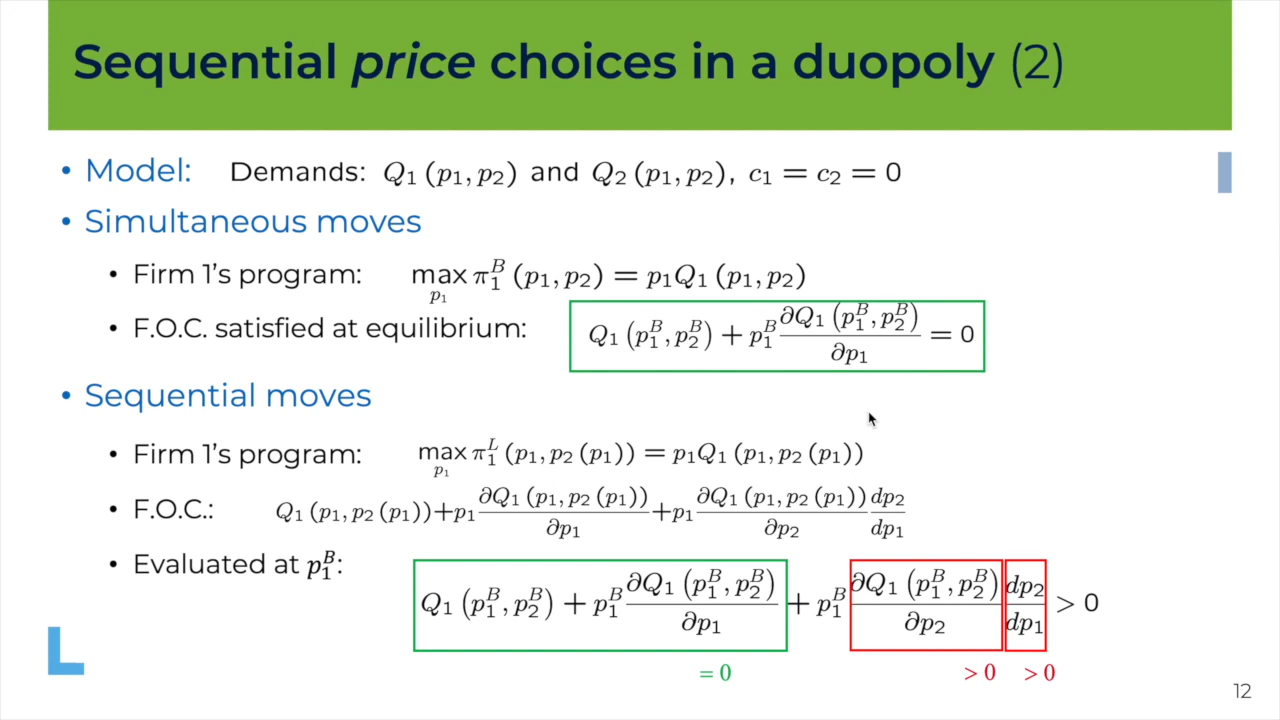 Sequential price choices in a duopoly (2)
• Model: Demands: Q₁ (p₁, p₂) and Q₂ (p₁, p₂), c₁ = c₂ = 0
• Simultaneous moves
• Firm 1's program: max_{p₁} π₁^B (p₁, p₂) = p₁Q₁ (p₁, p₂)
• F.O.C. satisfied at equilibrium: Q₁ (p₁^B, p₂^B) + p₁^B ∂Q₁ (p₁^B, p₂^B) / ∂p₁ = 0
• Sequential moves
• Firm 1's program: max_{p₁} π₁^L (p₁, p₂ (p₁)) = p₁Q₁ (p₁, p₂ (p₁))
• F.O.C.: Q₁ (p₁, p₂ (p₁)) + p₁ ∂Q₁ (p₁, p₂ (p₁)) / ∂p₁ + p₁ ∂Q₁ (p₁, p₂ (p₁)) / ∂p₂ dp₂ / dp₁
• Evaluated at p₁^B: Q₁ (p₁^B, p₂^B) + p₁^B ∂Q₁ (p₁^B, p₂^B) / ∂p₁ + p₁^B ∂Q₁ (p₁^B, p₂^B) / ∂p₂ dp₂ / dp₁ > 0
= 0 > 0 > 0
12